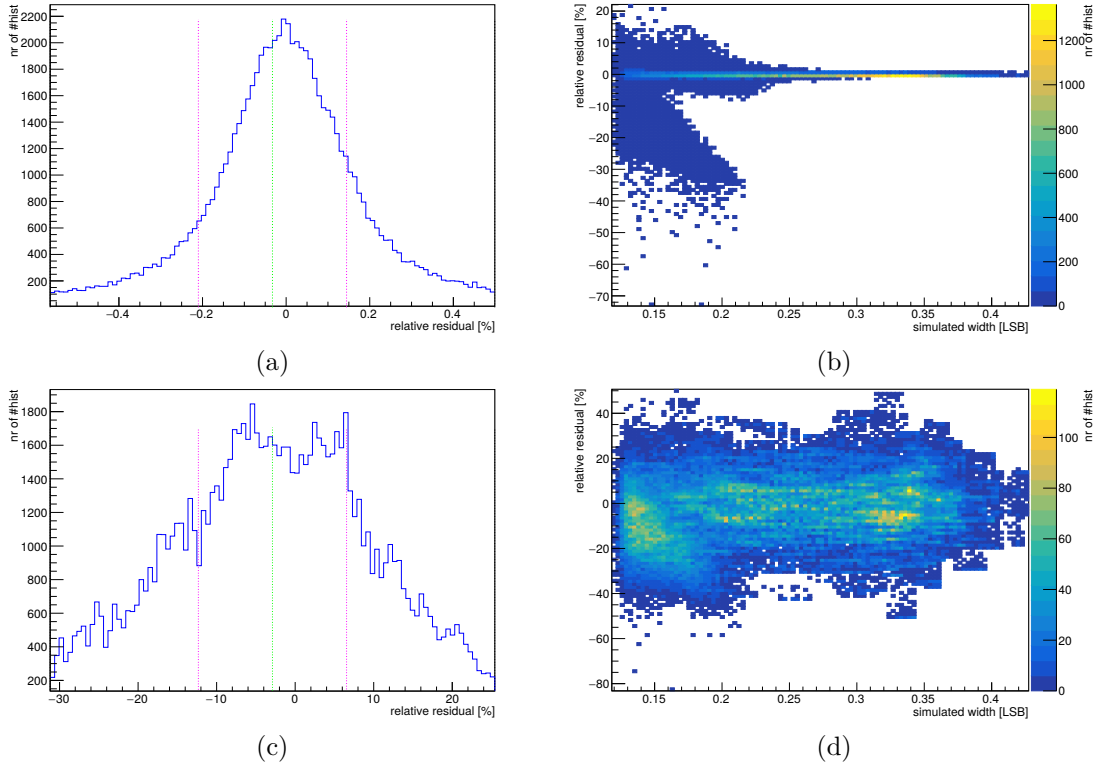 nr of #hist
2200
2000
1800
1600
1400
1200
1000
800
600
400
200
−0.4 −0.2 0 0.2 0.4
relative residual [%]
(a)
relative residual [%]
20
10
0
−10
−20
−30
−40
−50
−60
−70
0.15 0.2 0.25 0.3 0.35 0.4
simulated width [LSB]
nr of #hist
1200
1000
800
600
400
200
0
(b)
nr of #hist
1800
1600
1400
1200
1000
800
600
400
200
−30 −20 −10 0 10 20
relative residual [%]
(c)
relative residual [%]
40
20
0
−20
−40
−60
−80
0.15 0.2 0.25 0.3 0.35 0.4
simulated width [LSB]
nr of #hist
100
80
60
40
20
0
(d)